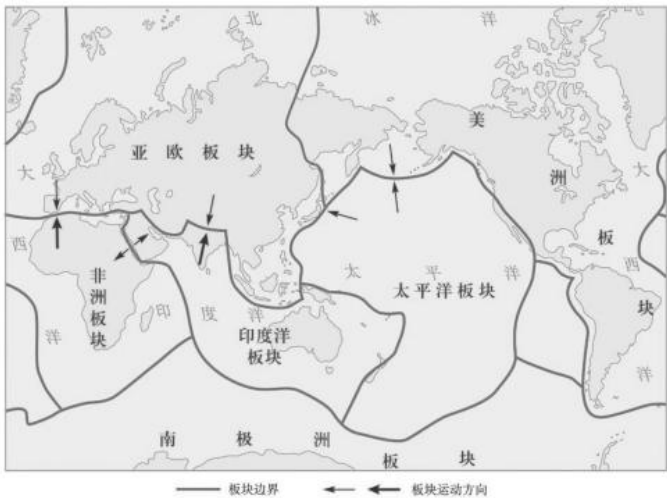 北 冰 洋
亚 欧 板 块
美
洲
板
块
大
西
洋
大
西
洋
非
洲
板
块
印 度 洋
印度洋
板块
太 平 洋
太平洋板块
南 极 洲 板 块
板块边界
板块运动方向